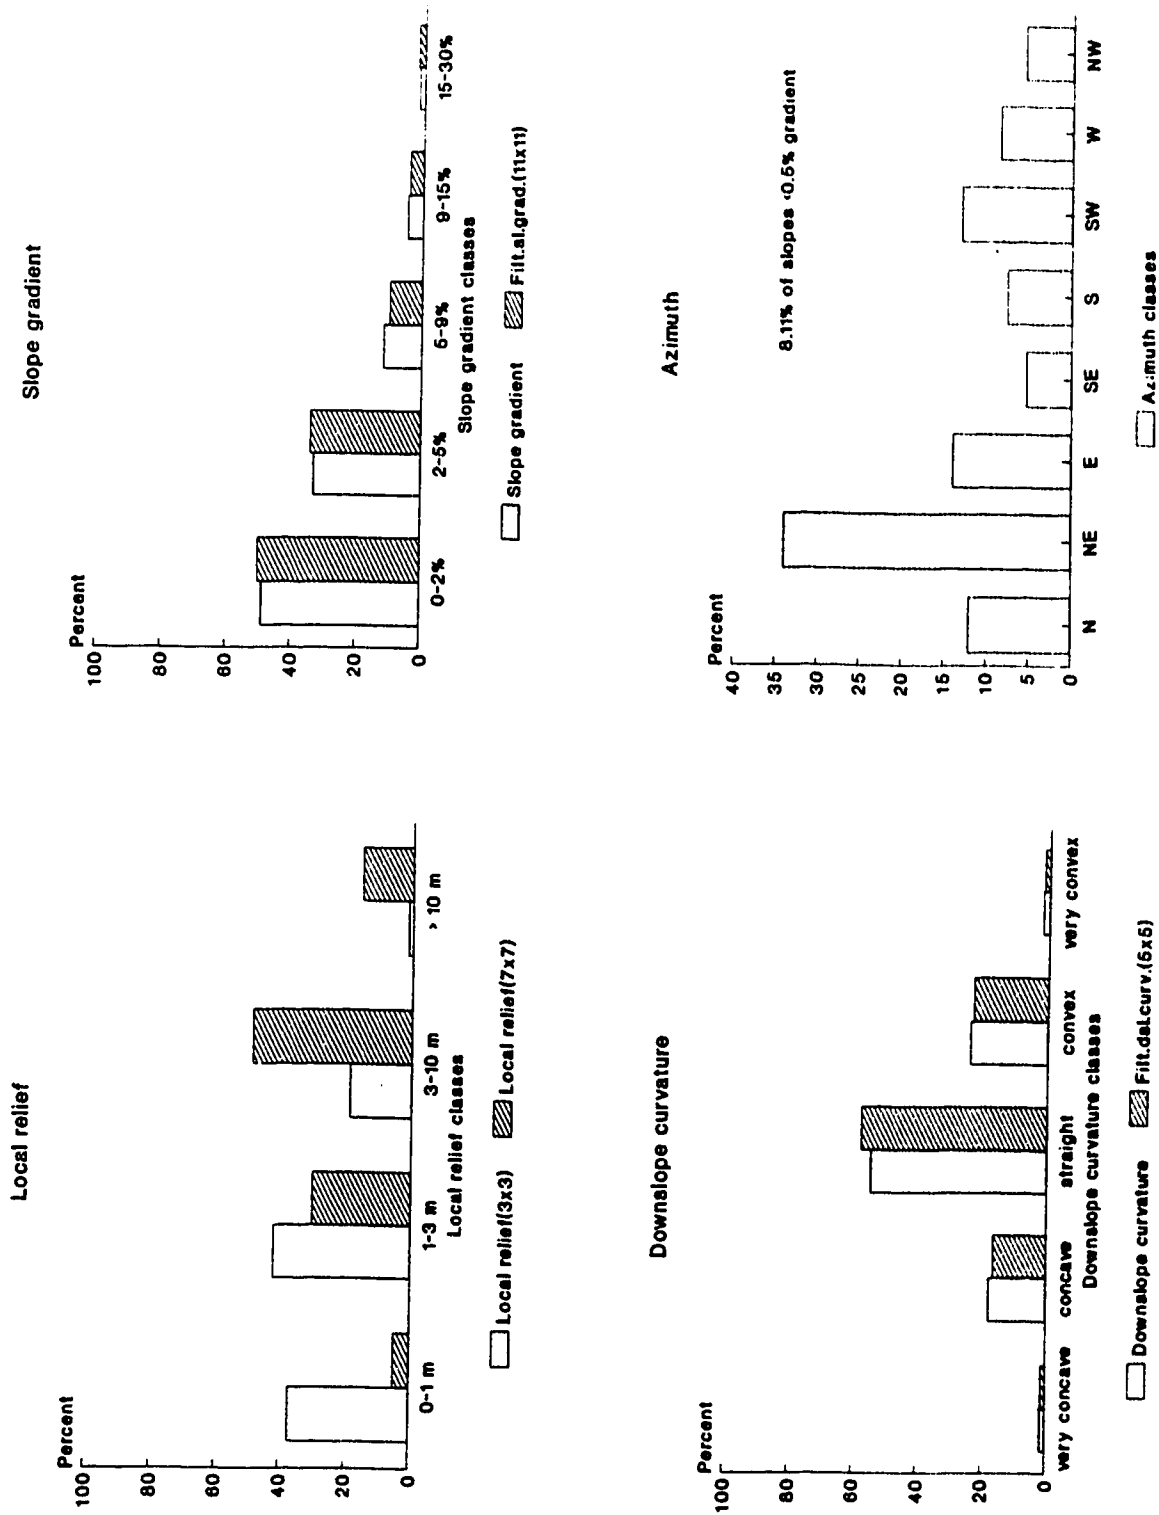 Local relief
Percent
100
80
60
40
20
0
0-1 m
1-3 m
3-10 m
> 10 m
Local relief classes
Local relief(3x3)
Local relief(7x7)
Slope gradient
Percent
100
80
60
40
20
0
0-2%
2-5%
5-9%
9-15%
15-30%
Slope gradient classes
Slope gradient
Filt.al.grad.(11x11)
Downslope curvature
Percent
100
80
60
40
20
0
very concave
concave
straight
convex
very convex
Downslope curvature classes
Downslope curvature
Filt.dal.curv.(5x5)
Azimuth
Percent
40
35
30
25
20
15
10
5
0
8.11% of slopes <0.5% gradient
N
NE
E
SE
S
SW
W
NW
Azimuth classes